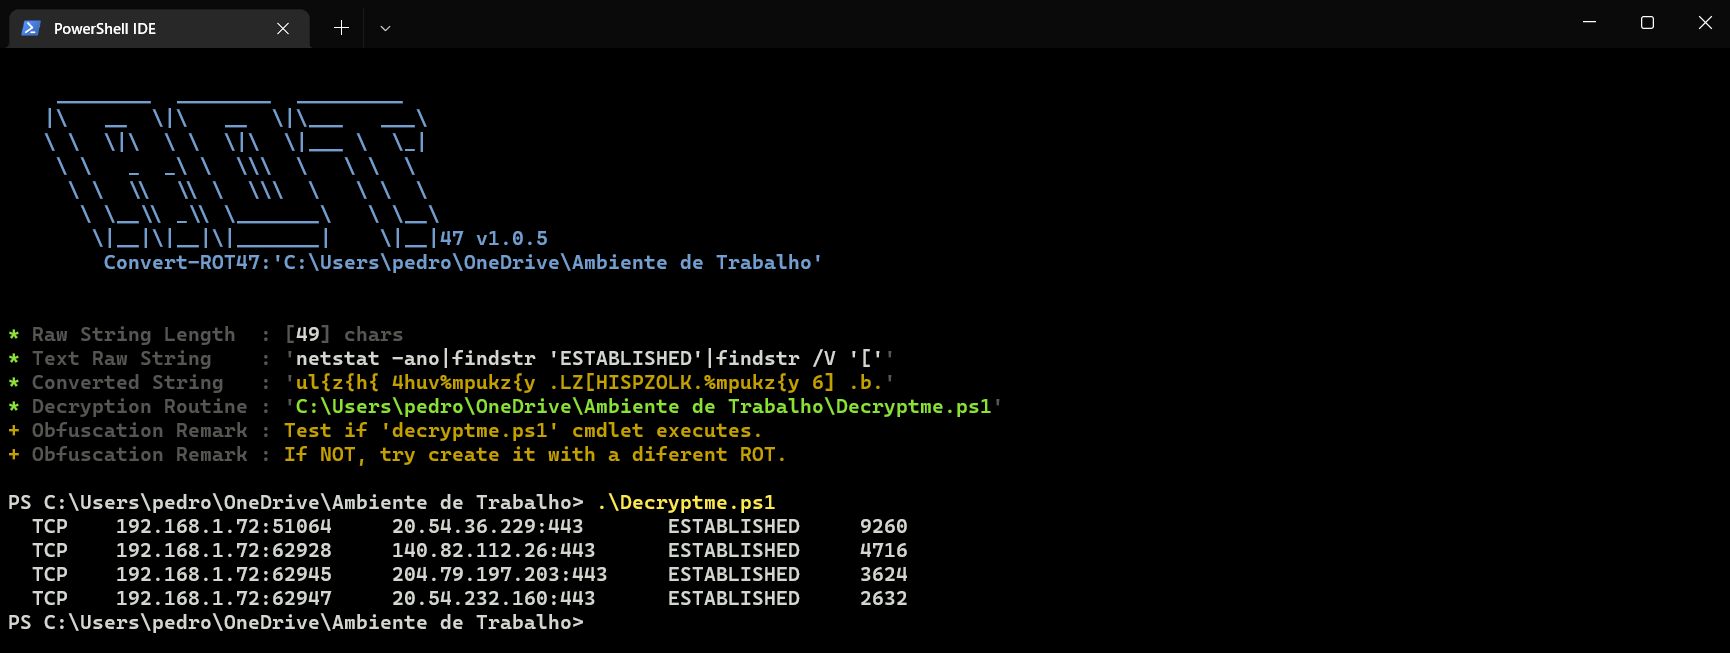 PowerShell IDE
 _________  _________  __________
|\   __  \|\   __  \|\___   ___\
\ \  \|\  \ \  \|\  \|___ \  \_|
 \ \   _  _\ \  \\\  \   \ \  \
  \ \  \\  \\ \  \\\  \   \ \  \
   \ \__\\ _\\ \_______\   \ \__\
    \|__|\|__|\|_______|    \|__|47 v1.0.5
Convert-ROT47:'C:\Users\pedro\OneDrive\Ambiente de Trabalho'
* Raw String Length  : [49] chars
* Text Raw String    : 'netstat -ano|findstr 'ESTABLISHED'|findstr /V '[''
* Converted String   : 'ul{z{h{ 4huv%mpukz{y .LZ[HISPZOLK.%mpukz{y 6] .b.'
* Decryption Routine : 'C:\Users\pedro\OneDrive\Ambiente de Trabalho\Decryptme.ps1'
+ Obfuscation Remark : Test if 'decryptme.ps1' cmdlet executes.
+ Obfuscation Remark : If NOT, try create it with a diferent ROT.
PS C:\Users\pedro\OneDrive\Ambiente de Trabalho> .\Decryptme.ps1
  TCP    192.168.1.72:51064     20.54.36.229:443       ESTABLISHED     9260
  TCP    192.168.1.72:62928     140.82.112.26:443      ESTABLISHED     4716
  TCP    192.168.1.72:62945     204.79.197.203:443     ESTABLISHED     3624
  TCP    192.168.1.72:62947     20.54.232.160:443      ESTABLISHED     2632
PS C:\Users\pedro\OneDrive\Ambiente de Trabalho>